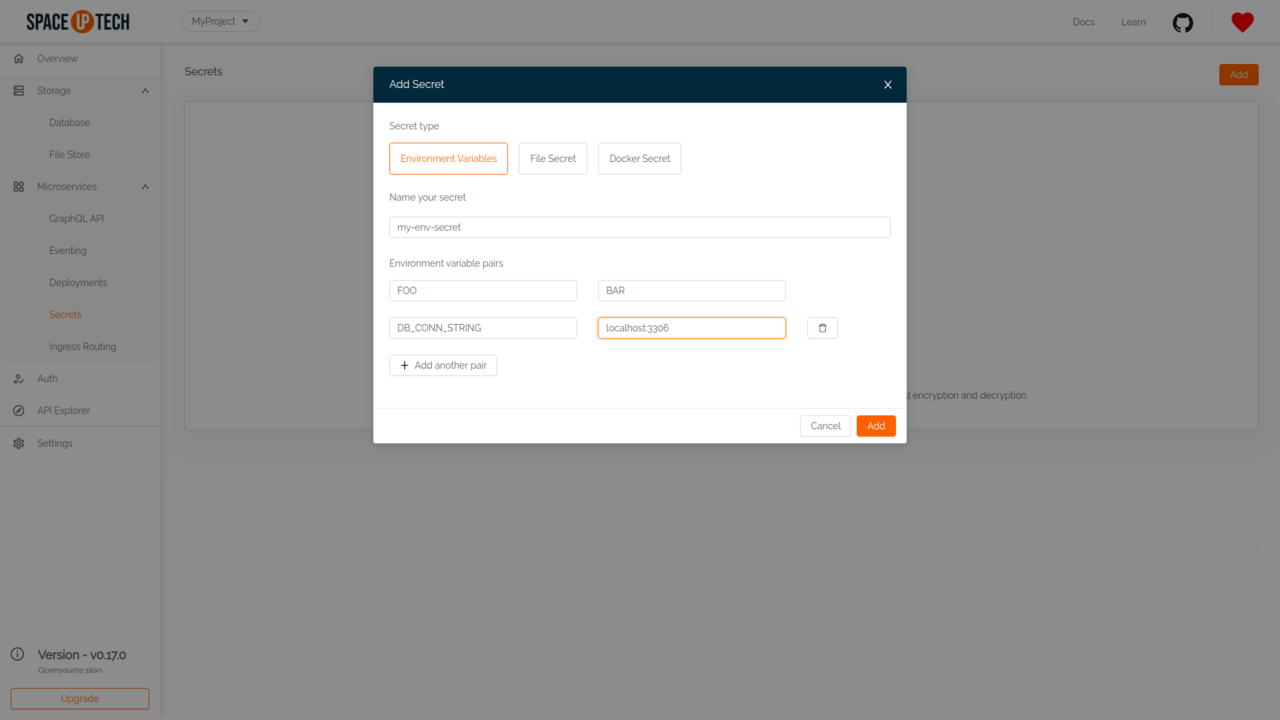 SPACE UP TECH
MyProject
Docs
Learn
Overview
Storage
Database
File Store
Microservices
GraphQL API
Eventing
Deployments
Secrets
Ingress Routing
Auth
API Explorer
Settings
Version - v0.17.0
Opensource plan
Upgrade
Secrets
Add
Add Secret
X
Secret type
Environment Variables
File Secret
Docker Secret
Name your secret
my-env-secret
Environment variable pairs
FOO
BAR
DB_CONN_STRING
localhost:3306
+ Add another pair
encryption and decryption.
Cancel
Add